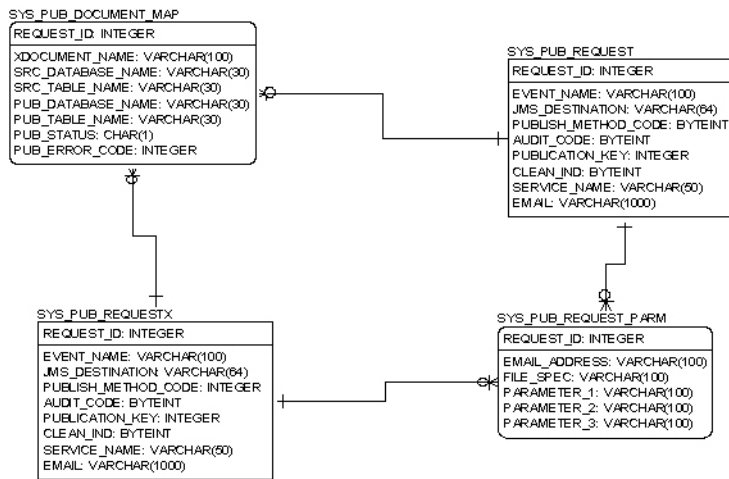 SYS_PUB_DOCUMENT_MAP
REQUEST_ID: INTEGER
XDOCUMENT_NAME: VARCHAR(100)
SRC_DATABASE_NAME: VARCHAR(30)
SRC_TABLE_NAME: VARCHAR(30)
PUB_DATABASE_NAME: VARCHAR(30)
PUB_TABLE_NAME: VARCHAR(30)
PUB_STATUS: CHAR(1)
PUB_ERROR_CODE: INTEGER
SYS_PUB_REQUEST
REQUEST_ID: INTEGER
EVENT_NAME: VARCHAR(100)
JMS_DESTINATION: VARCHAR(64)
PUBLISH_METHOD_CODE: BYTEINT
AUDIT_CODE: BYTEINT
PUBLICATION_KEY: INTEGER
CLEAN_IND: BYTEINT
SERVICE_NAME: VARCHAR(50)
EMAIL: VARCHAR(1000)
SYS_PUB_REQUESTX
REQUEST_ID: INTEGER
EVENT_NAME: VARCHAR(100)
JMS_DESTINATION: VARCHAR(64)
PUBLISH_METHOD_CODE: INTEGER
AUDIT_CODE: BYTEINT
PUBLICATION_KEY: INTEGER
CLEAN_IND: BYTEINT
SERVICE_NAME: VARCHAR(50)
EMAIL: VARCHAR(1000)
SYS_PUB_REQUEST_PARM
REQUEST_ID: INTEGER
EMAIL_ADDRESS: VARCHAR(100)
FILE_SPEC: VARCHAR(100)
PARAMETER_1: VARCHAR(100)
PARAMETER_2: VARCHAR(100)
PARAMETER_3: VARCHAR(100)